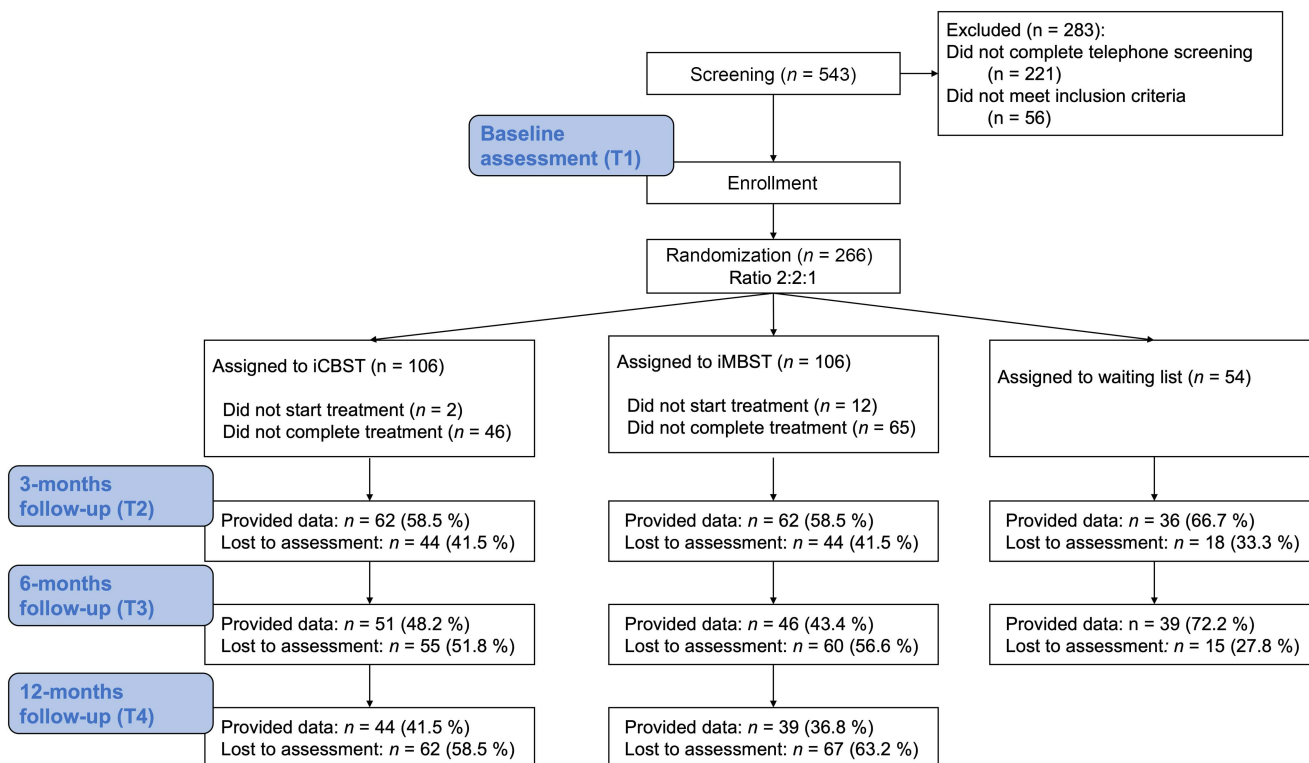 Screening (n = 543)
Excluded (n = 283):
Did not complete telephone screening
(n = 221)
Did not meet inclusion criteria
(n = 56)
Baseline
assessment (T1)
Enrollment
Randomization (n = 266)
Ratio 2:2:1
Assigned to iCBST (n = 106)
Did not start treatment (n = 2)
Did not complete treatment (n = 46)
Assigned to iMBST (n = 106)
Did not start treatment (n = 12)
Did not complete treatment (n = 65)
Assigned to waiting list (n = 54)
3-months
follow-up (T2)
Provided data: n = 62 (58.5 %)
Lost to assessment: n = 44 (41.5 %)
Provided data: n = 62 (58.5 %)
Lost to assessment: n = 44 (41.5 %)
Provided data: n = 36 (66.7 %)
Lost to assessment: n = 18 (33.3 %)
6-months
follow-up (T3)
Provided data: n = 51 (48.2 %)
Lost to assessment: n = 55 (51.8 %)
Provided data: n = 46 (43.4 %)
Lost to assessment: n = 60 (56.6 %)
Provided data: n = 39 (72.2 %)
Lost to assessment: n = 15 (27.8 %)
12-months
follow-up (T4)
Provided data: n = 44 (41.5 %)
Lost to assessment: n = 62 (58.5 %)
Provided data: n = 39 (36.8 %)
Lost to assessment: n = 67 (63.2 %)